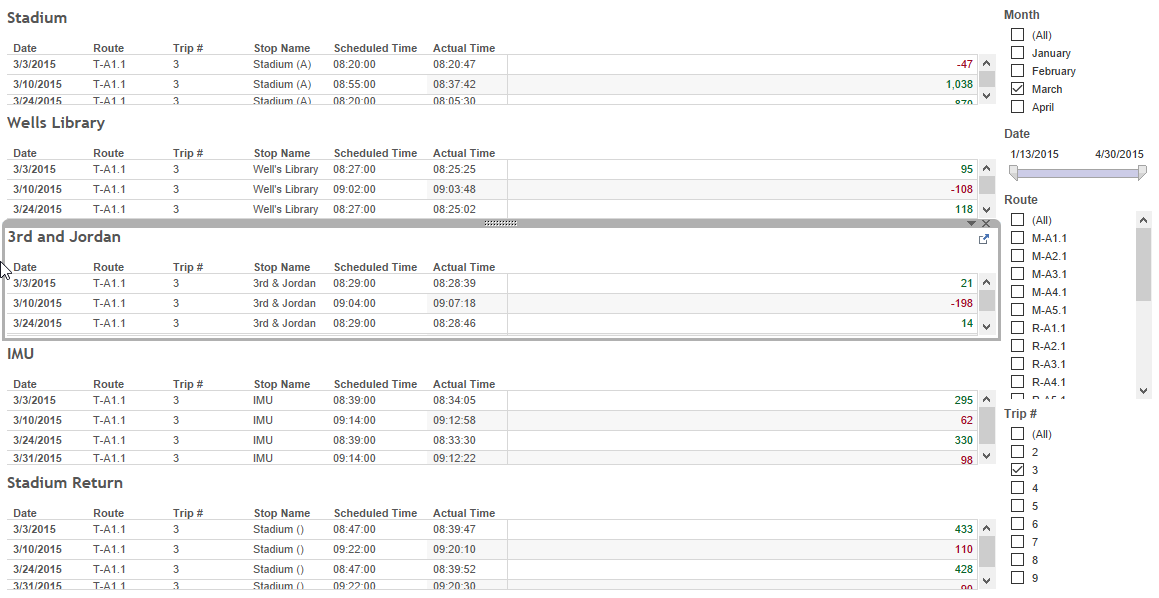 Stadium
Date Route Trip # Stop Name Scheduled Time Actual Time
3/3/2015 T-A1.1 3 Stadium (A) 08:20:00 08:20:47 -47
3/10/2015 T-A1.1 3 Stadium (A) 08:55:00 08:37:42 1,038
3/24/2015 T-A1.1 3 Stadium (A) 08:20:00 08:05:30 870
Wells Library
Date Route Trip # Stop Name Scheduled Time Actual Time
3/3/2015 T-A1.1 3 Well's Library 08:27:00 08:25:25 95
3/10/2015 T-A1.1 3 Well's Library 09:02:00 09:03:48 -108
3/24/2015 T-A1.1 3 Well's Library 08:27:00 08:25:02 118
3rd and Jordan
Date Route Trip # Stop Name Scheduled Time Actual Time
3/3/2015 T-A1.1 3 3rd & Jordan 08:29:00 08:28:39 21
3/10/2015 T-A1.1 3 3rd & Jordan 09:04:00 09:07:18 -198
3/24/2015 T-A1.1 3 3rd & Jordan 08:29:00 08:28:46 14
IMU
Date Route Trip # Stop Name Scheduled Time Actual Time
3/3/2015 T-A1.1 3 IMU 08:39:00 08:34:05 295
3/10/2015 T-A1.1 3 IMU 09:14:00 09:12:58 62
3/24/2015 T-A1.1 3 IMU 08:39:00 08:33:30 330
3/31/2015 T-A1.1 3 IMU 09:14:00 09:12:22 98
Stadium Return
Date Route Trip # Stop Name Scheduled Time Actual Time
3/3/2015 T-A1.1 3 Stadium () 08:47:00 08:39:47 433
3/10/2015 T-A1.1 3 Stadium () 09:22:00 09:20:10 110
3/24/2015 T-A1.1 3 Stadium () 08:47:00 08:39:52 428
3/31/2015 T-A1.1 3 Stadium () 09:22:00 09:20:30 90
Month
(All)
January
February
March
April
Date
1/13/2015 4/30/2015
Route
(All)
M-A1.1
M-A2.1
M-A3.1
M-A4.1
M-A5.1
R-A1.1
R-A2.1
R-A3.1
R-A4.1
R-A5.1
Trip #
(All)
2
3
4
5
6
7
8
9